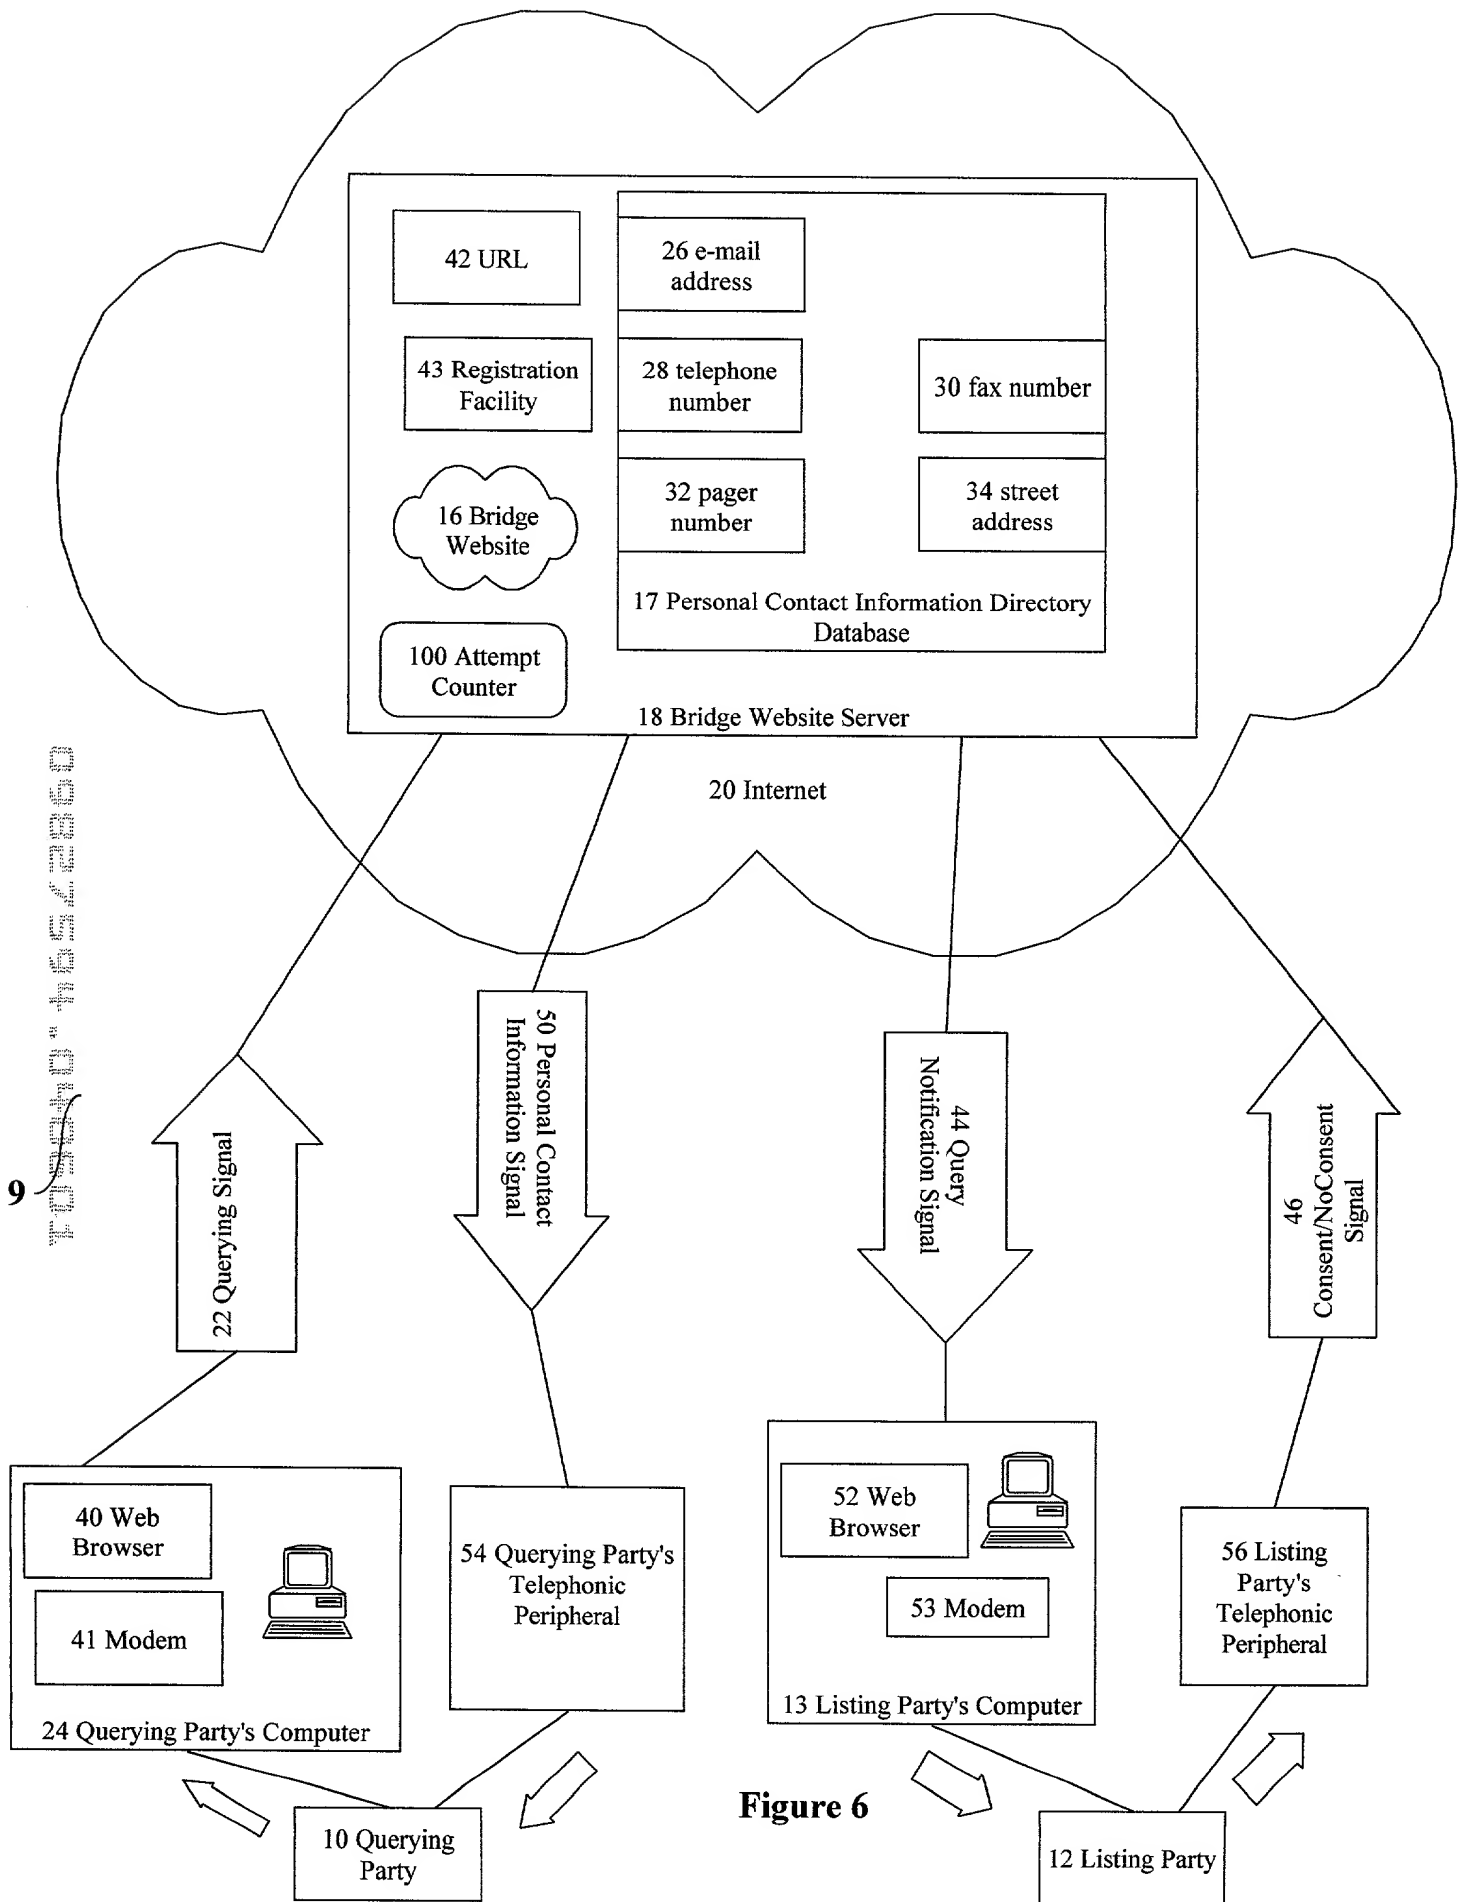 42 URL
26 e-mail
address
43 Registration
Facility
28 telephone
number
30 fax number
16 Bridge
Website
32 pager
number
34 street
address
17 Personal Contact Information Directory
Database
100 Attempt
Counter
18 Bridge Website Server
20 Internet
09827594.040501
9
22 Querying Signal
50 Personal Contact
Information Signal
44 Query
Notification Signal
46
Consent/NoConsent
Signal
40 Web
Browser
41 Modem
24 Querying Party's Computer
54 Querying Party's
Telephonic
Peripheral
52 Web
Browser
53 Modem
13 Listing Party's Computer
56 Listing
Party's
Telephonic
Peripheral
10 Querying
Party
Figure 6
12 Listing Party